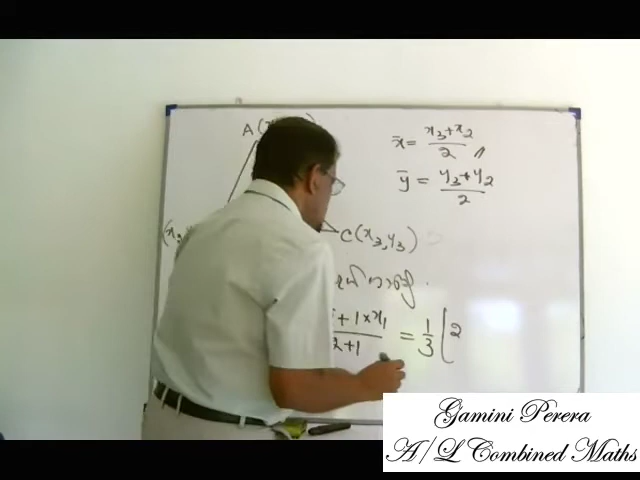 A (
x̄ = x₃+x₂ / 2
ȳ = y₃+y₂ / 2
C(x₃,y₃)
+ 1×x₁ / 2+1 = 1/3 [ 2
Gamini Perera
A/L Combined Maths